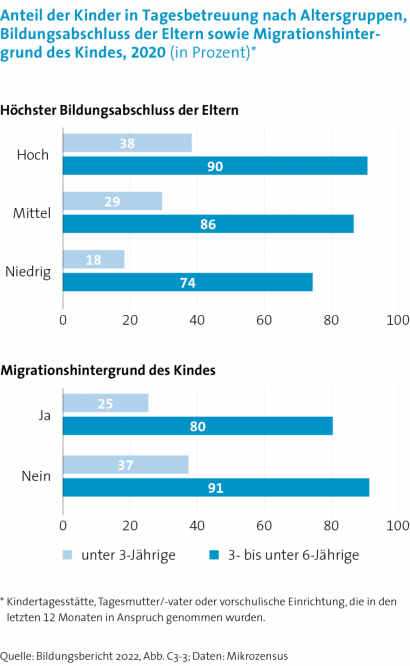 Anteil der Kinder in Tagesbetreuung nach Altersgruppen,
Bildungsabschluss der Eltern sowie Migrationshinter-
grund des Kindes, 2020 (in Prozent)*
Höchster Bildungsabschluss der Eltern
Hoch
38
90
Mittel
29
86
Niedrig
18
74
0 20 40 60 80 100
Migrationshintergrund des Kindes
Ja
25
80
Nein
37
91
0 20 40 60 80 100
unter 3-Jährige 3- bis unter 6-Jährige
* Kindertagesstätte, Tagesmutter/-vater oder vorschulische Einrichtung, die in den
letzten 12 Monaten in Anspruch genommen wurden.
Quelle: Bildungsbericht 2022, Abb. C3-3; Daten: Mikrozensus